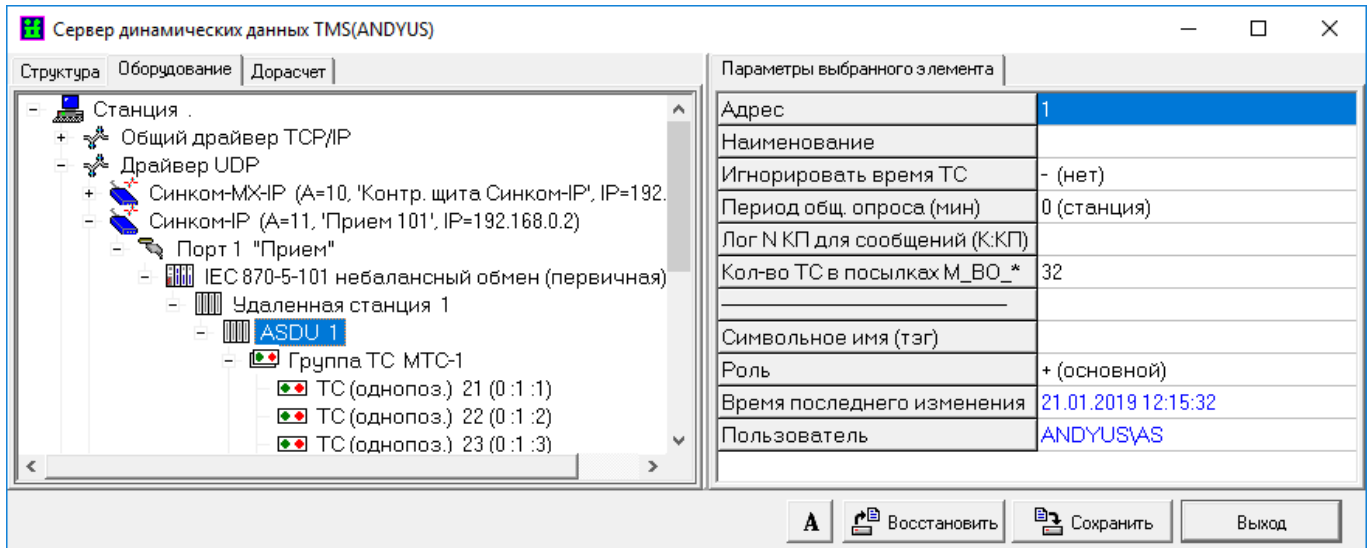 Сервер динамических данных TMS(ANDYUS)
Структура Оборудование Дорасчет
Станция .
Общий драйвер TCP/IP
Драйвер UDP
Синком-MX-IP (A=10, 'Контр. щита Синком-IP', IP=192.
Синком-IP (A=11, 'Прием 101', IP=192.168.0.2)
Порт 1 "Прием"
IEC 870-5-101 небалансный обмен (первичная)
Удаленная станция 1
ASDU 1
Группа ТС МТС-1
ТС (однопоз.) 21 (0 :1 :1)
ТС (однопоз.) 22 (0 :1 :2)
ТС (однопоз.) 23 (0 :1 :3)
Параметры выбранного элемента
Адрес 1
Наименование
Игнорировать время ТС - (нет)
Период общ. опроса (мин) 0 (станция)
Лог N КП для сообщений (К:КП)
Кол-во ТС в посылках M_BO_* 32
Символьное имя (тэг)
Роль + (основной)
Время последнего изменения 21.01.2019 12:15:32
Пользователь ANDYUS\AS
A Восстановить Сохранить Выход